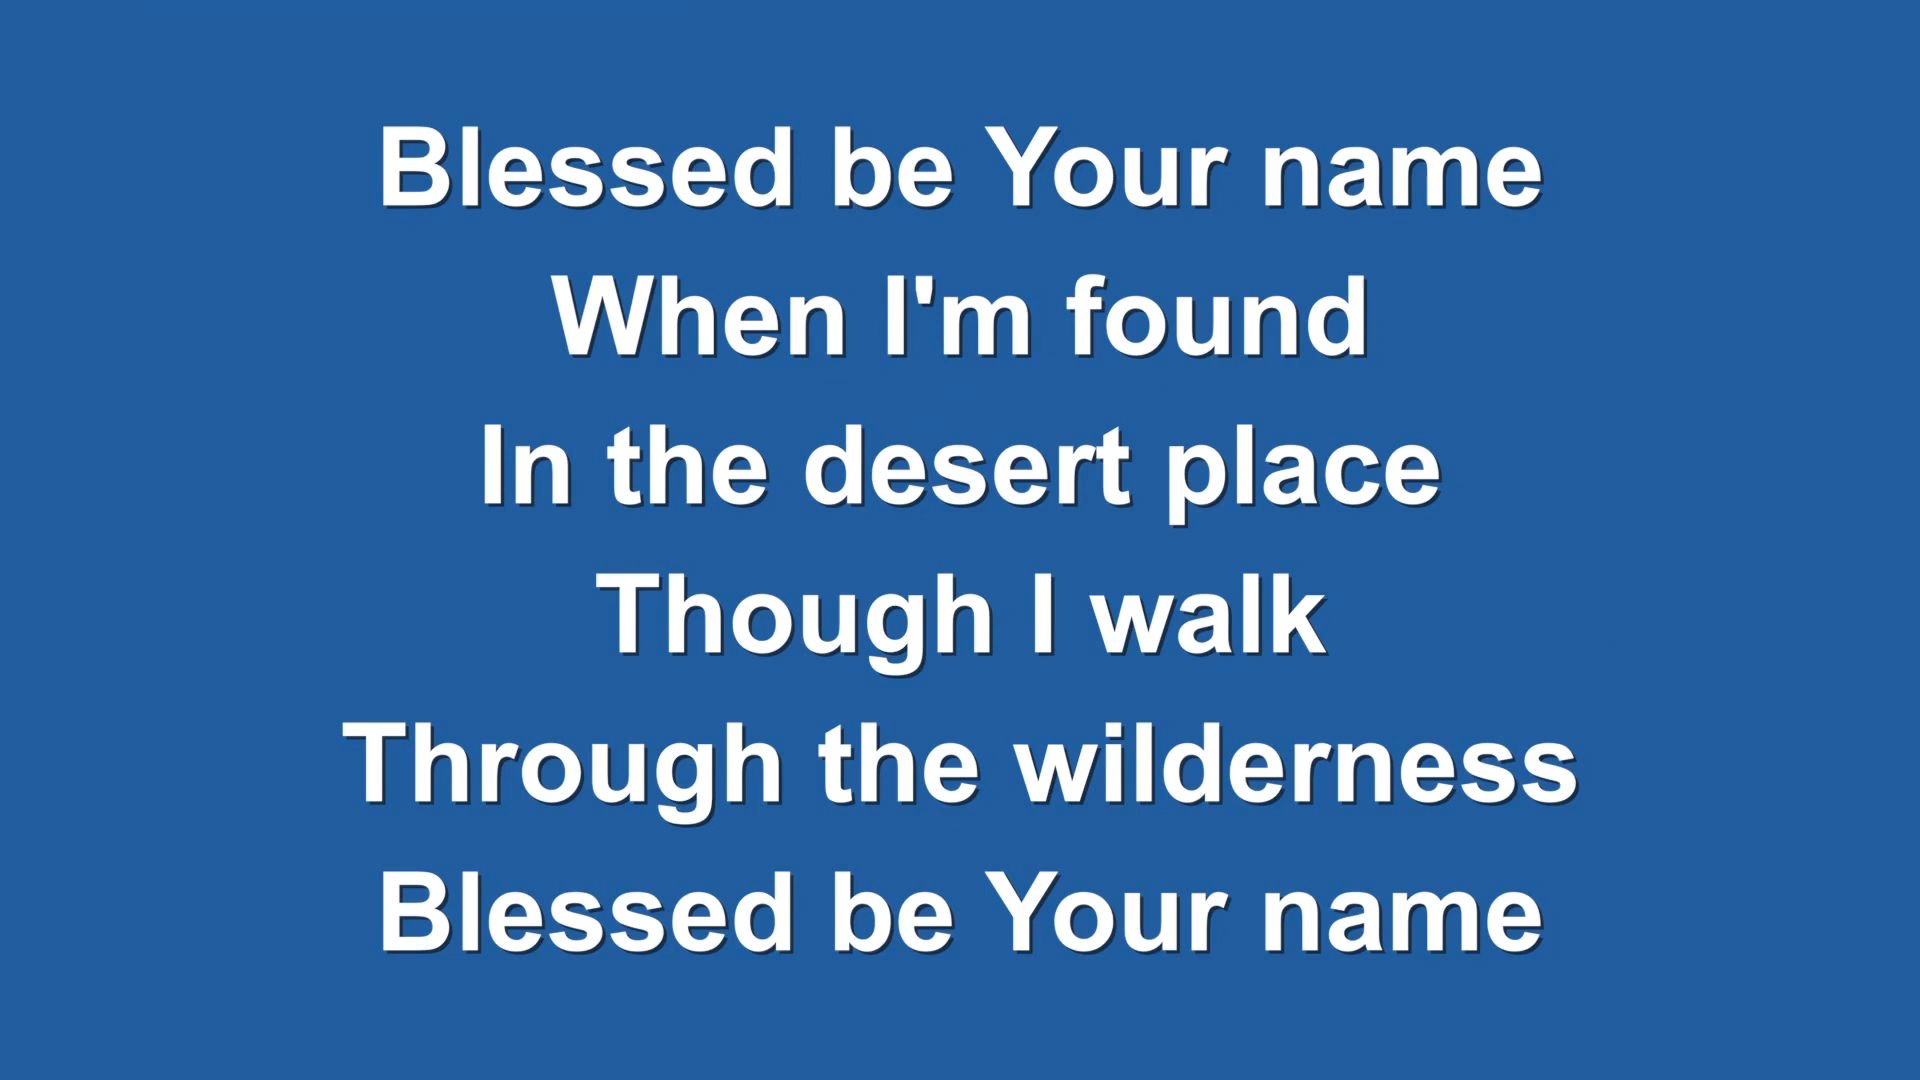 Blessed be Your name
When I'm found
In the desert place
Though I walk
Through the wilderness
Blessed be Your name